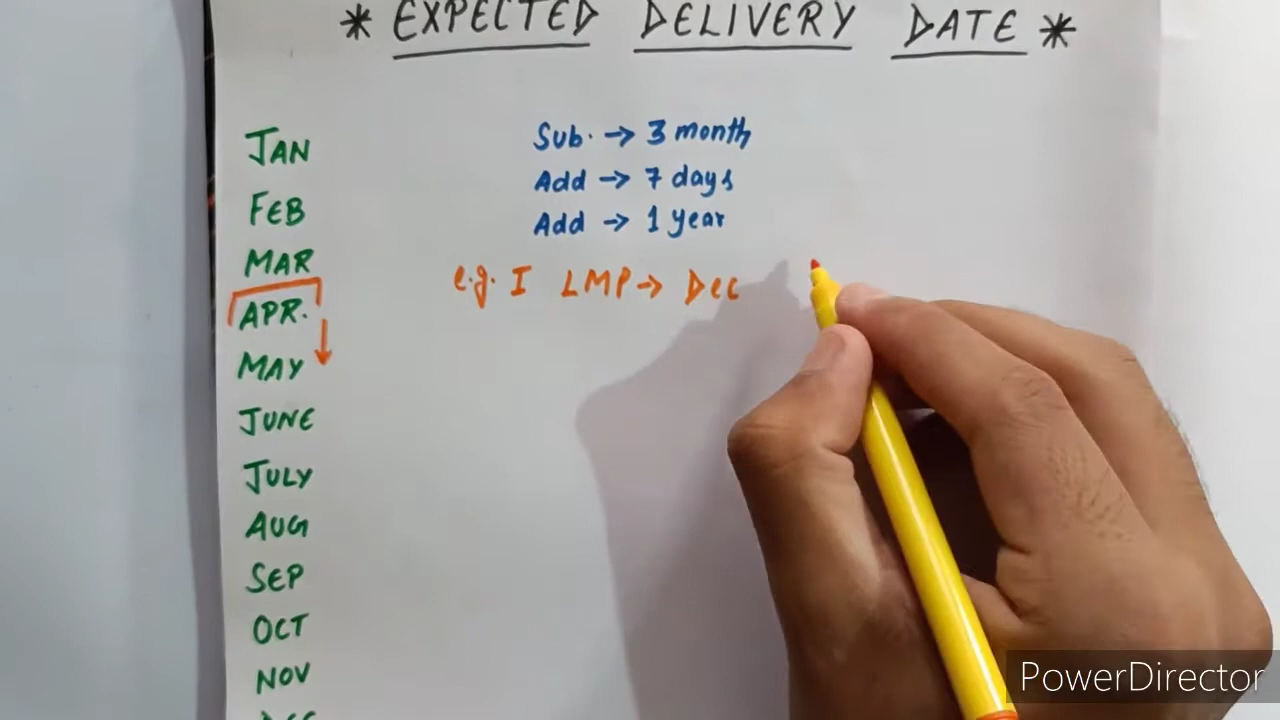 * EXPECTED DELIVERY DATE *
JAN
FEB
MAR
APR.
MAY
JUNE
JULY
AUG
SEP
OCT
NOV
DEC
Sub. → 3 month
Add → 7 days
Add → 1 year
e.g. I LMP → Dec
PowerDirector